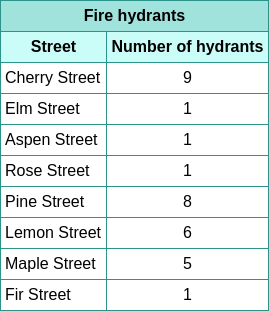 Fire hydrants
Street Number of hydrants
Cherry Street 9
Elm Street 1
Aspen Street 1
Rose Street 1
Pine Street 8
Lemon Street 6
Maple Street 5
Fir Street 1